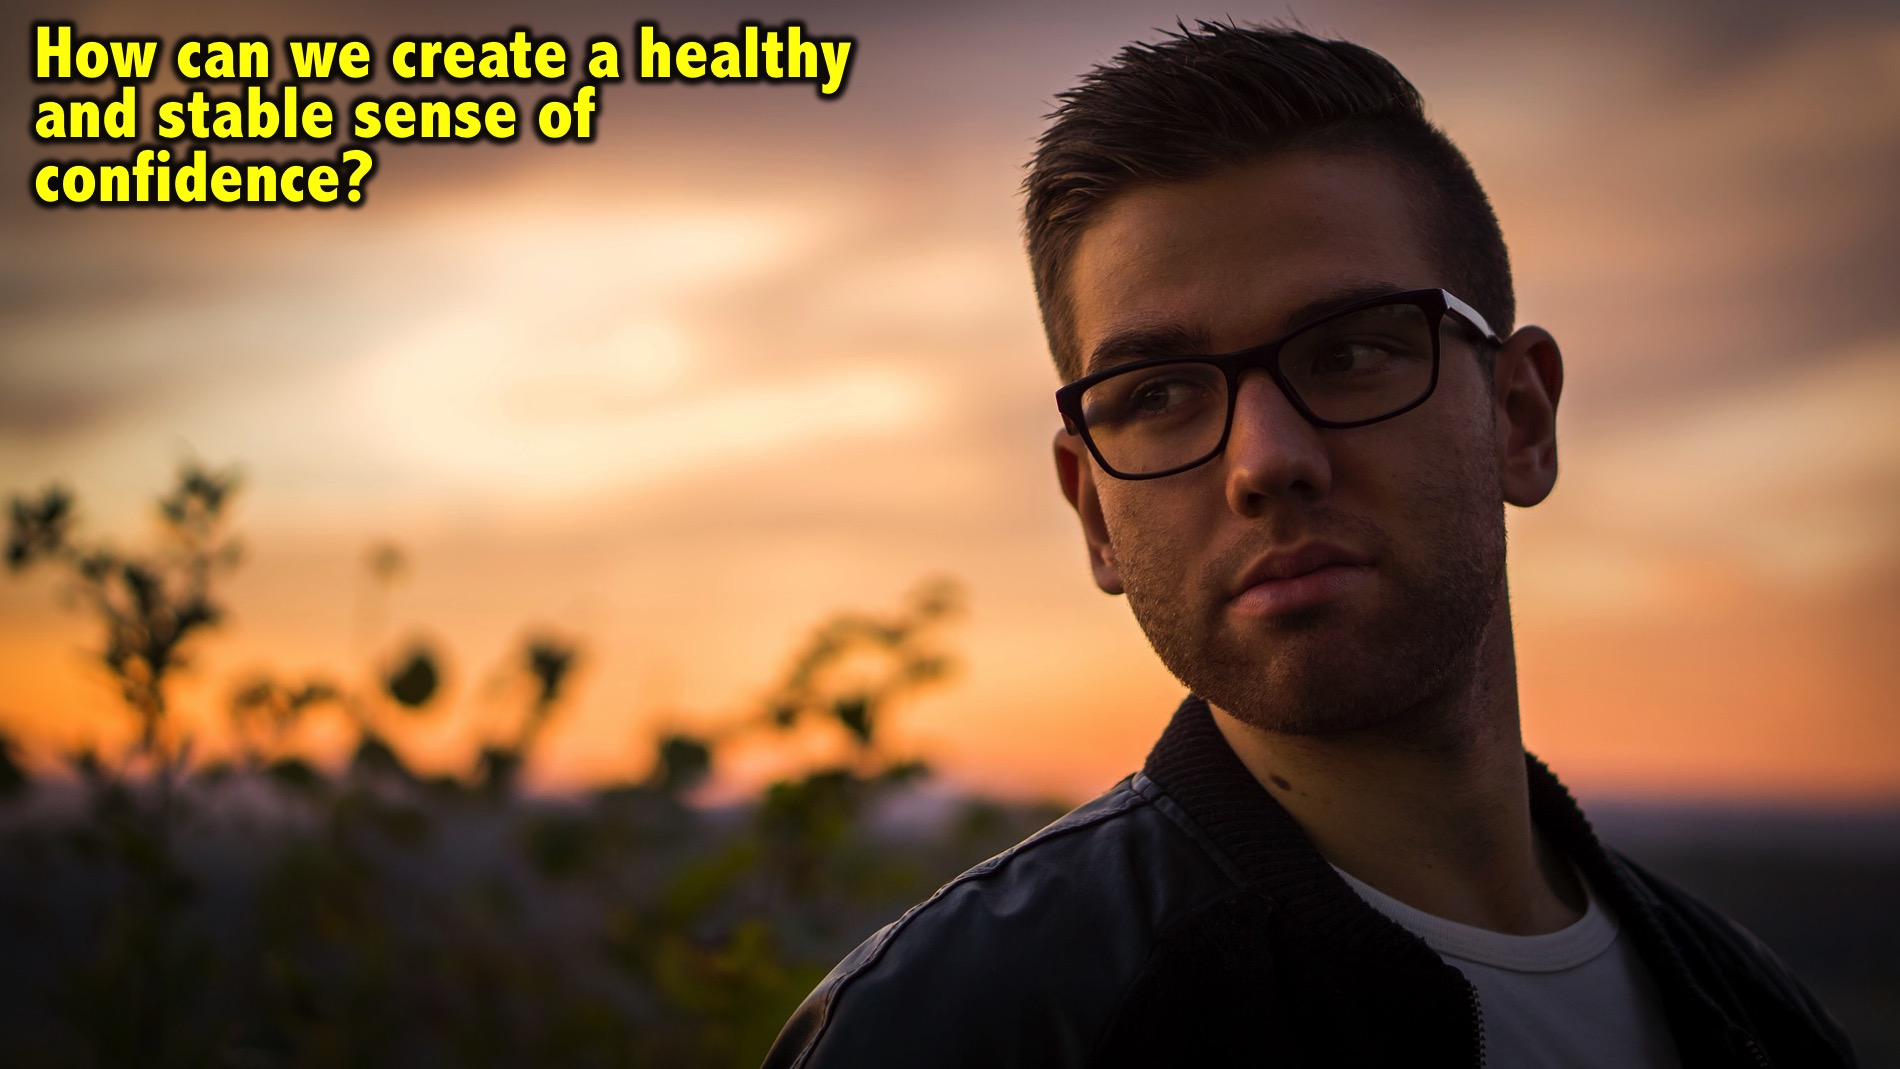 How can we create a healthy
and stable sense of
confidence?